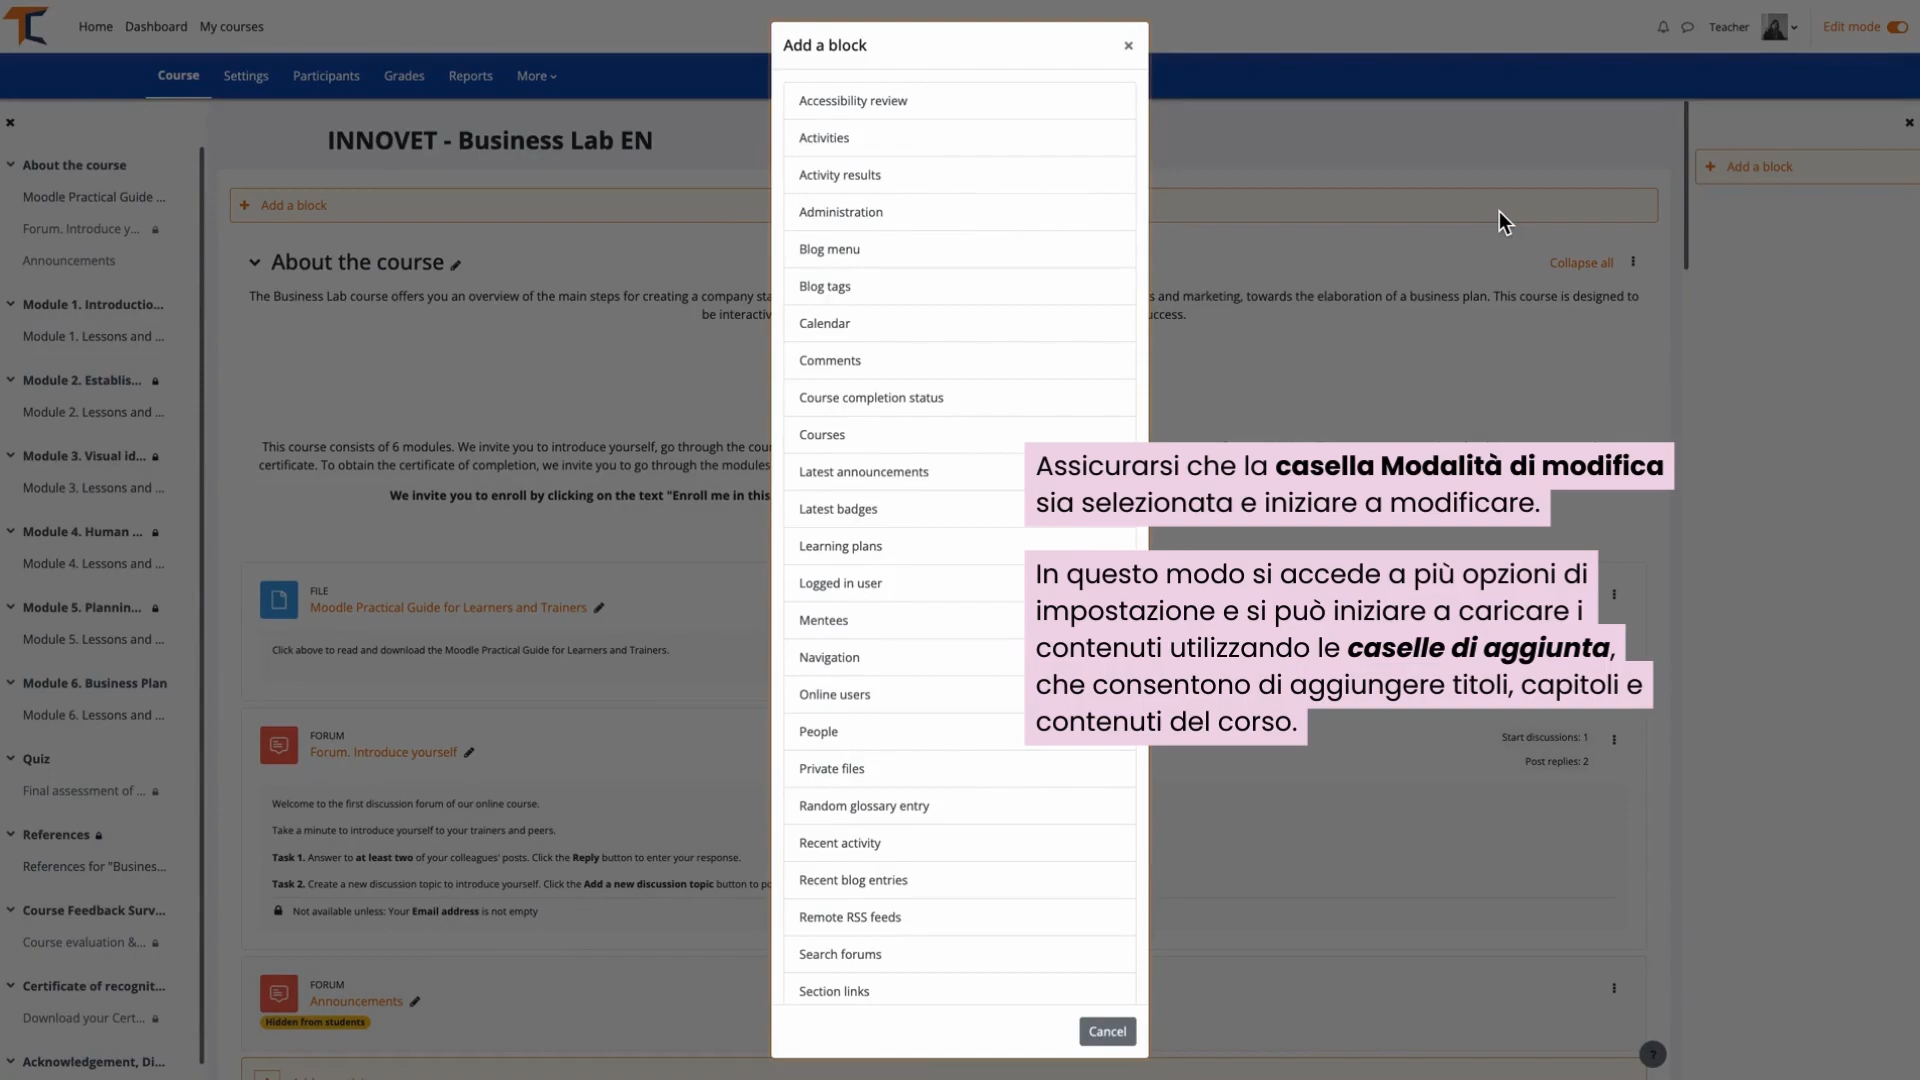 Home Dashboard My courses
Teacher
Edit mode
Course Settings Participants Grades Reports More
About the course
Moodle Practical Guide ...
Forum. Introduce y...
Announcements
Module 1. Introductio...
Module 1. Lessons and ...
Module 2. Establis...
Module 2. Lessons and ...
Module 3. Visual id...
Module 3. Lessons and ...
Module 4. Human ...
Module 4. Lessons and ...
Module 5. Plannin...
Module 5. Lessons and ...
Module 6. Business Plan
Module 6. Lessons and ...
Quiz
Final assessment of ...
References
References for "Busines...
Course Feedback Surv...
Course evaluation &...
Certificate of recognit...
Download your Cert...
Acknowledgement, Di...
INNOVET - Business Lab EN
+ Add a block
About the course
Collapse all
The Business Lab course offers you an overview of the main steps for creating a company sta
s and marketing, towards the elaboration of a business plan. This course is designed to
be interactiv
uccess.
This course consists of 6 modules. We invite you to introduce yourself, go through the cour
certificate. To obtain the certificate of completion, we invite you to go through the modules
We invite you to enroll by clicking on the text "Enroll me in this
FILE
Moodle Practical Guide for Learners and Trainers
Click above to read and download the Moodle Practical Guide for Learners and Trainers.
FORUM
Forum. Introduce yourself
Start discussions: 1
Post replies: 2
Welcome to the first discussion forum of our online course.
Take a minute to introduce yourself to your trainers and peers.
Task 1. Answer to at least two of your colleagues' posts. Click the Reply button to enter your response.
Task 2. Create a new discussion topic to introduce yourself. Click the Add a new discussion topic button to po
Not available unless: Your Email address is not empty
FORUM
Announcements
Hidden from students
Add a block
×
Accessibility review
Activities
Activity results
Administration
Blog menu
Blog tags
Calendar
Comments
Course completion status
Courses
Latest announcements
Latest badges
Learning plans
Logged in user
Mentees
Navigation
Online users
People
Private files
Random glossary entry
Recent activity
Recent blog entries
Remote RSS feeds
Search forums
Section links
Cancel
Assicurarsi che la casella Modalità di modifica
sia selezionata e iniziare a modificare.
In questo modo si accede a più opzioni di
impostazione e si può iniziare a caricare i
contenuti utilizzando le caselle di aggiunta,
che consentono di aggiungere titoli, capitoli e
contenuti del corso.
+ Add a block
?